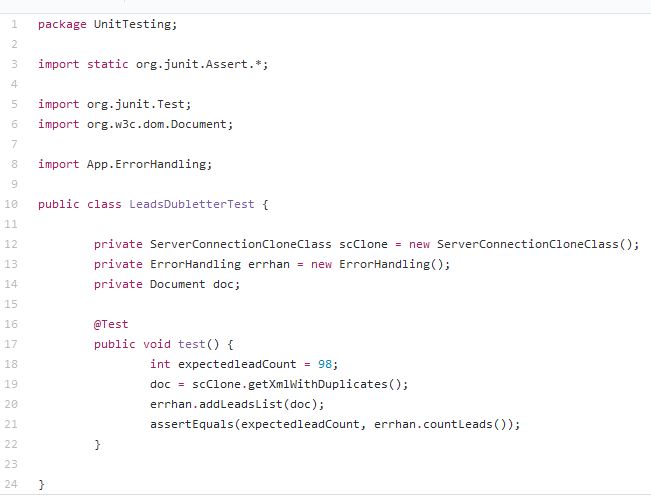 1 package UnitTesting;
2
3 import static org.junit.Assert.*;
4
5 import org.junit.Test;
6 import org.w3c.dom.Document;
7
8 import App.ErrorHandling;
9
10 public class LeadsDubletterTest {
11
12 private ServerConnectionCloneClass scClone = new ServerConnectionCloneClass();
13 private ErrorHandling errhan = new ErrorHandling();
14 private Document doc;
15
16 @Test
17 public void test() {
18 int expectedleadCount = 98;
19 doc = scClone.getXmlWithDuplicates();
20 errhan.addLeadsList(doc);
21 assertEquals(expectedleadCount, errhan.countLeads());
22 }
23
24 }